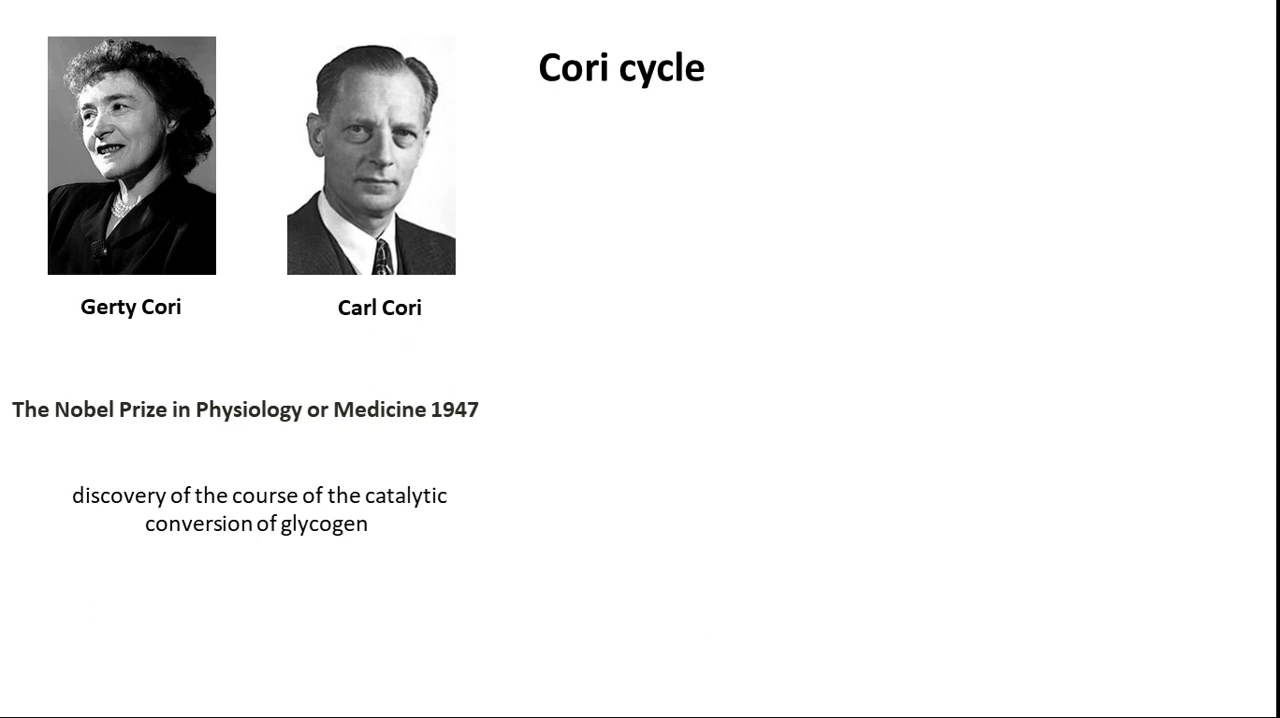 Cori cycle
Gerty Cori
Carl Cori
The Nobel Prize in Physiology or Medicine 1947
discovery of the course of the catalytic
conversion of glycogen